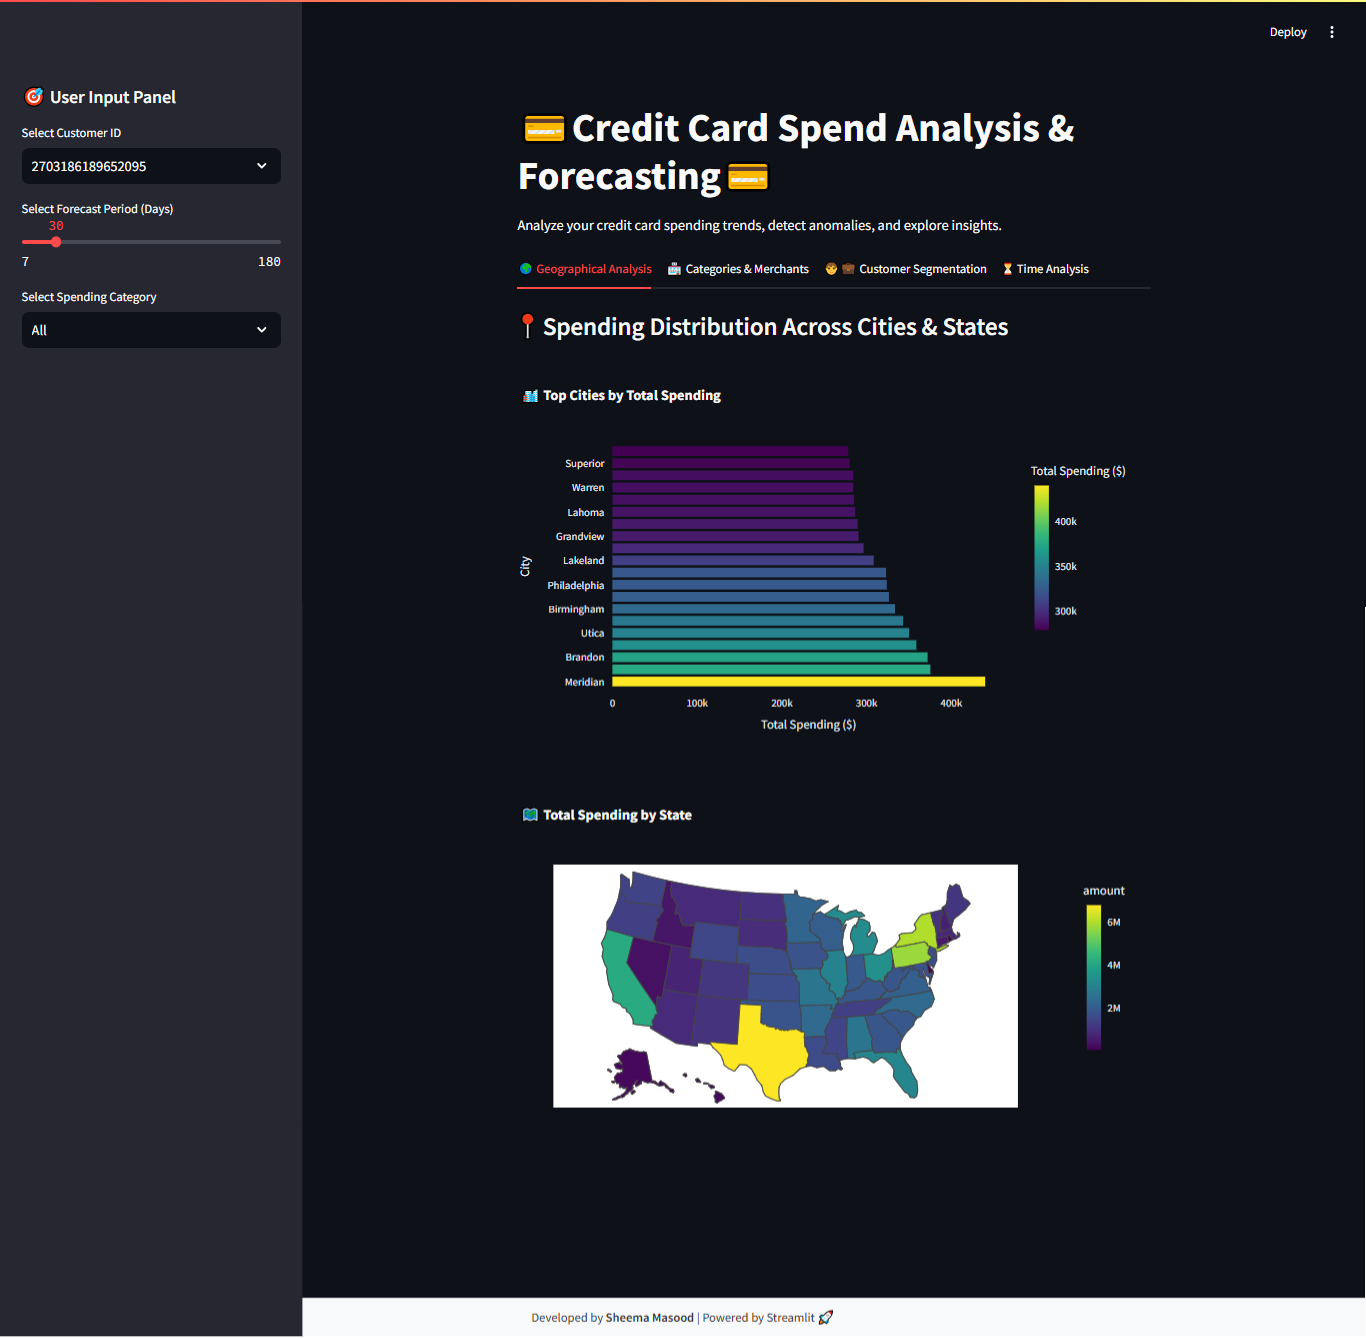 Deploy
🎯 User Input Panel
Select Customer ID
2703186189652095
Select Forecast Period (Days)
30
7 180
Select Spending Category
All
💳 Credit Card Spend Analysis &
Forecasting 💳
Analyze your credit card spending trends, detect anomalies, and explore insights.
Geographical Analysis Categories & Merchants Customer Segmentation Time Analysis
Spending Distribution Across Cities & States
Top Cities by Total Spending
City
Superior
Warren
Lahoma
Grandview
Lakeland
Philadelphia
Birmingham
Utica
Brandon
Meridian
0 100k 200k 300k 400k
Total Spending ($)
Total Spending ($)
400k
350k
300k
Total Spending by State
amount
6M
4M
2M
Developed by Sheema Masood | Powered by Streamlit 🚀